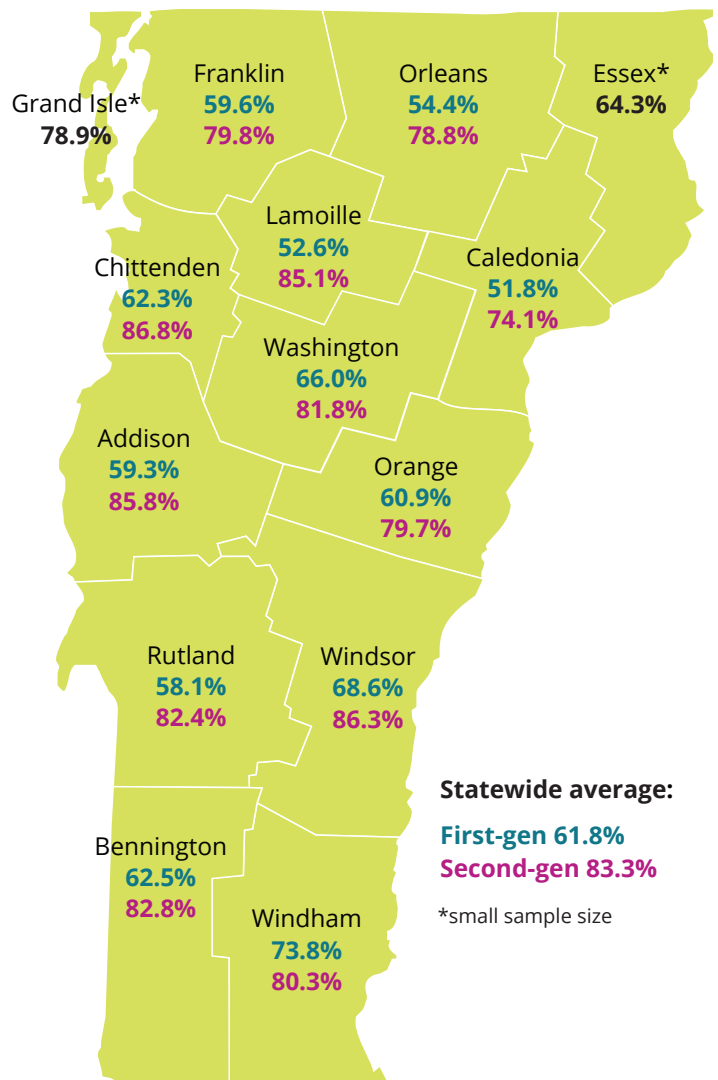 Franklin
59.6%
79.8%
Orleans
54.4%
78.8%
Essex*
64.3%
Grand Isle*
78.9%
Lamoille
52.6%
85.1%
Chittenden
62.3%
86.8%
Caledonia
51.8%
74.1%
Washington
66.0%
81.8%
Addison
59.3%
85.8%
Orange
60.9%
79.7%
Rutland
58.1%
82.4%
Windsor
68.6%
86.3%
Statewide average:
First-gen 61.8%
Second-gen 83.3%
*small sample size
Bennington
62.5%
82.8%
Windham
73.8%
80.3%